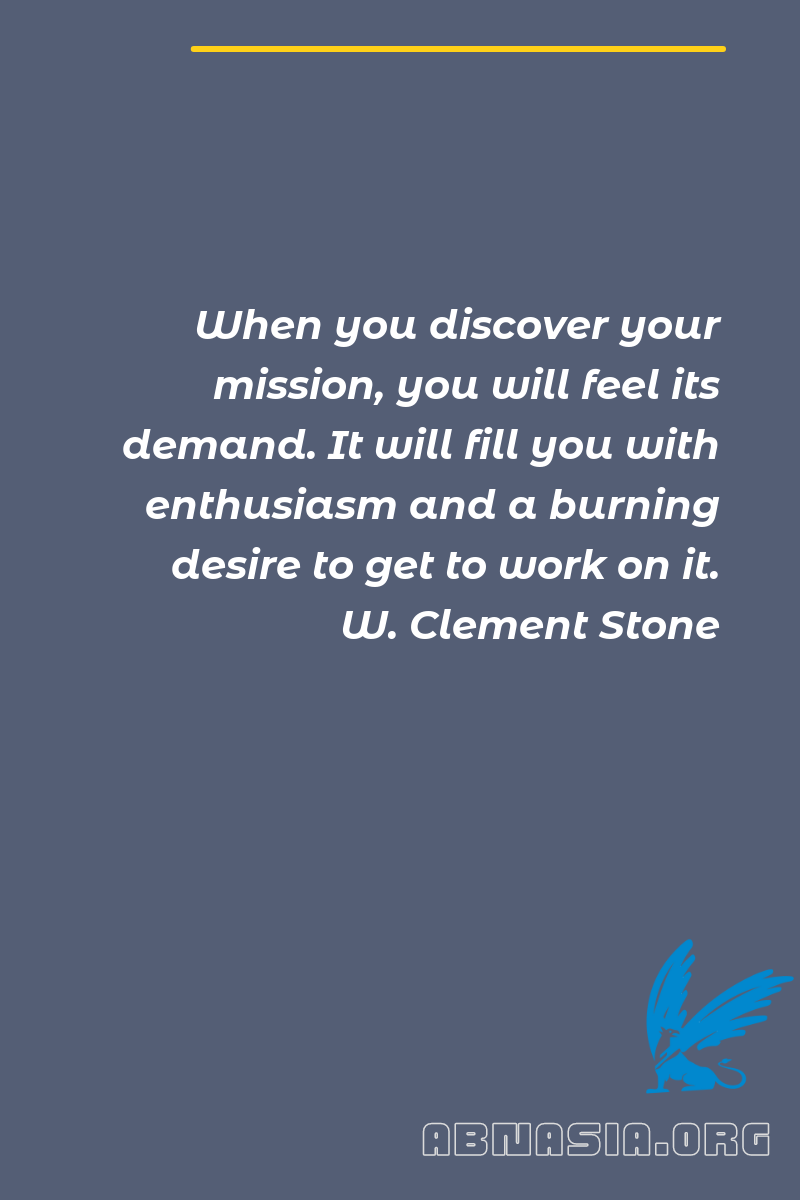 When you discover your
mission, you will feel its
demand. It will fill you with
enthusiasm and a burning
desire to get to work on it.
W. Clement Stone
ABNASIA.ORG